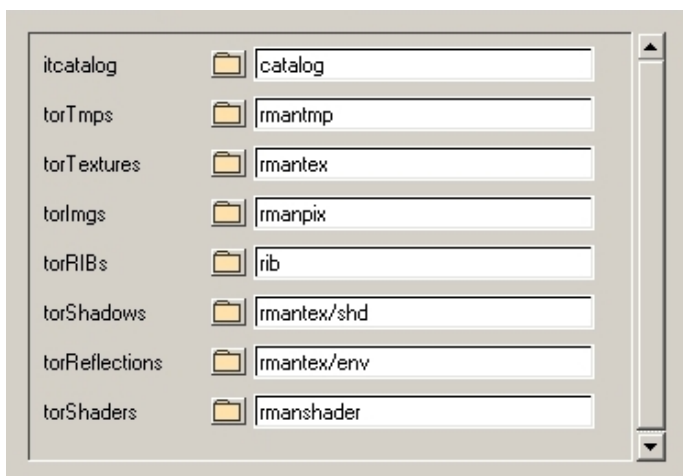 itcatalog catalog
torTmps rmantmp
torTextures rmantex
torImgs rmanpix
torRIBs rib
torShadows rmantex/shd
torReflections rmantex/env
torShaders rmanshader